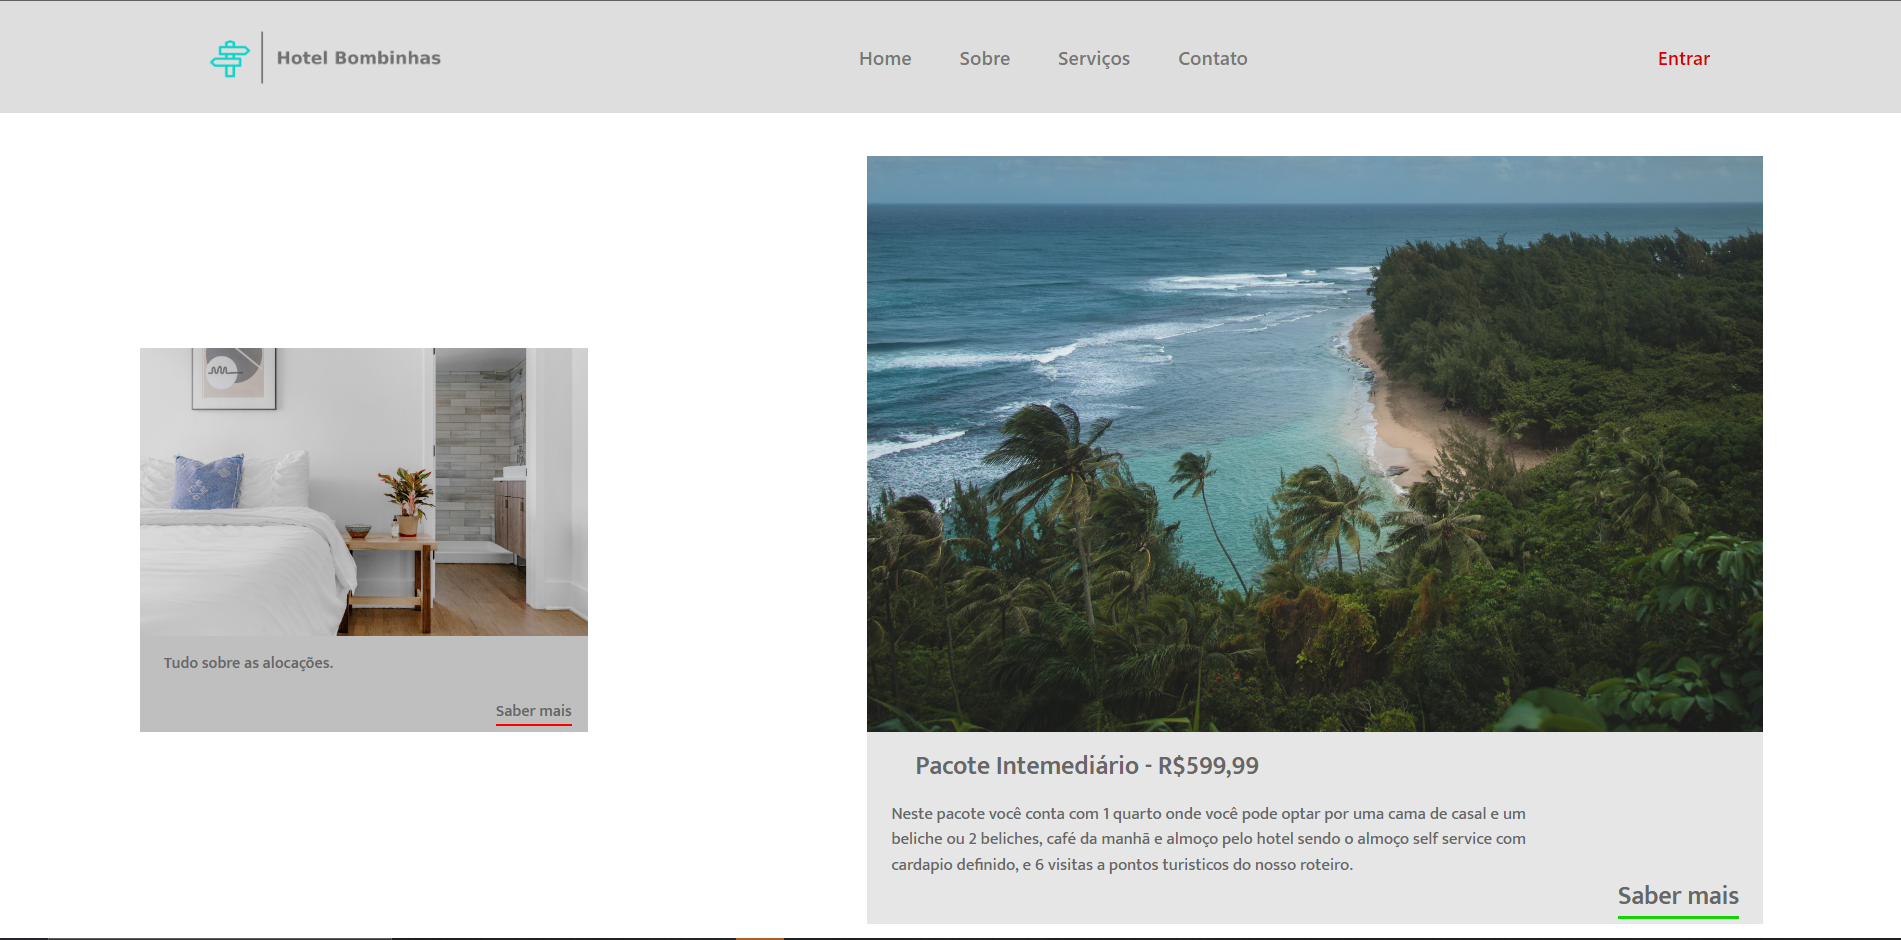 Hotel Bombinhas
Home Sobre Serviços Contato
Entrar
Tudo sobre as alocações.
Saber mais
Pacote Intemediário - R$599,99
Neste pacote você conta com 1 quarto onde você pode optar por uma cama de casal e um
beliche ou 2 beliches, café da manhã e almoço pelo hotel sendo o almoço self service com
cardapio definido, e 6 visitas a pontos turisticos do nosso roteiro.
Saber mais